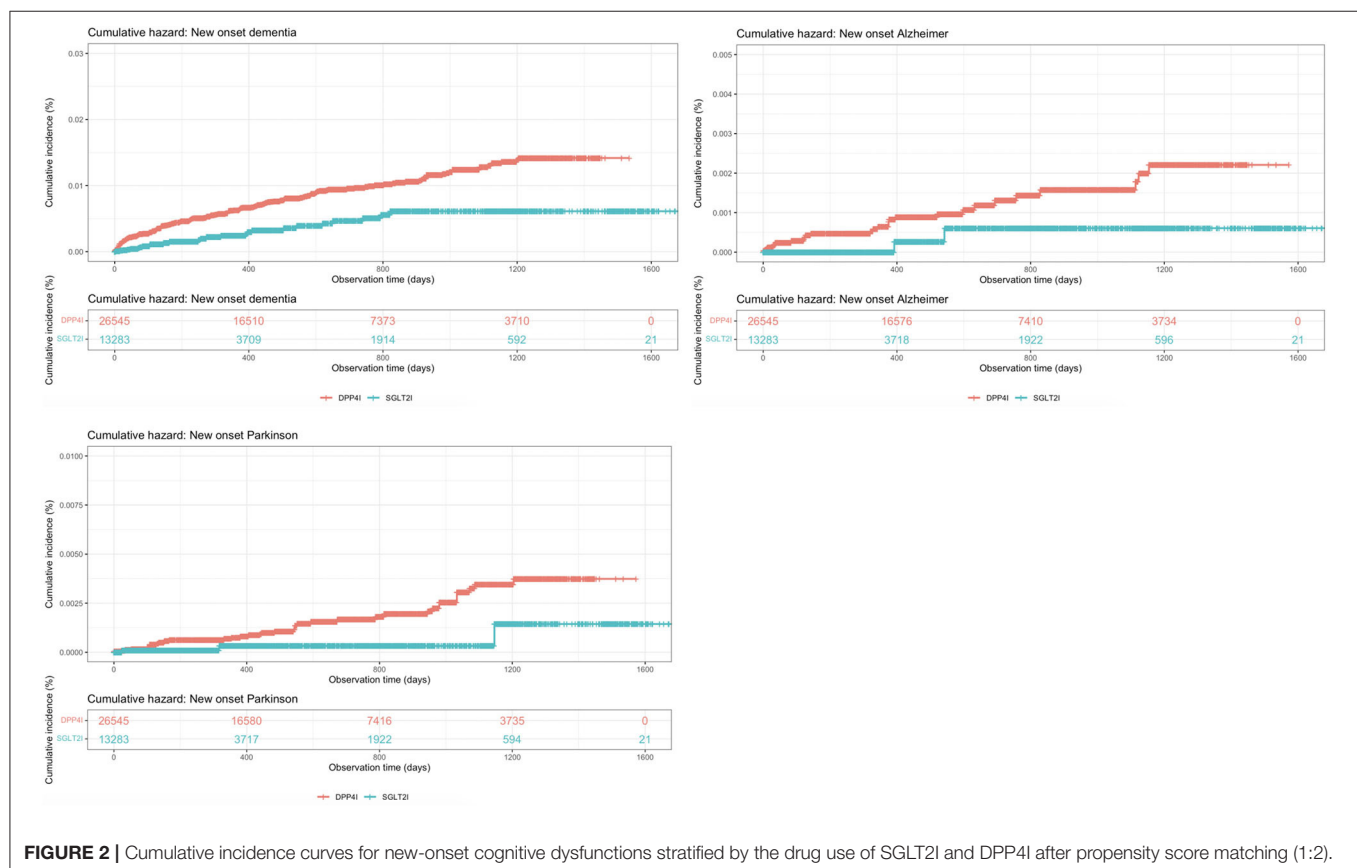 Cumulative hazard: New onset dementia
Cumulative incidence (%)
0.03
0.02
0.01
0.00
0 400 800 1200 1600
Observation time (days)
Cumulative hazard: New onset dementia
Cumulative incidence (%)
DPP4I 26545 16510 7373 3710 0
SGLT2I 13283 3709 1914 592 21
0 400 800 1200 1600
Observation time (days)
DPP4I SGLT2I
Cumulative hazard: New onset Alzheimer
Cumulative incidence (%)
0.005
0.004
0.003
0.002
0.001
0.000
0 400 800 1200 1600
Observation time (days)
Cumulative hazard: New onset Alzheimer
Cumulative incidence (%)
DPP4I 26545 16576 7410 3734 0
SGLT2I 13283 3718 1922 596 21
0 400 800 1200 1600
Observation time (days)
DPP4I SGLT2I
Cumulative hazard: New onset Parkinson
Cumulative incidence (%)
0.0100
0.0075
0.0050
0.0025
0.0000
0 400 800 1200 1600
Observation time (days)
Cumulative hazard: New onset Parkinson
Cumulative incidence (%)
DPP4I 26545 16580 7416 3735 0
SGLT2I 13283 3717 1922 594 21
0 400 800 1200 1600
Observation time (days)
DPP4I SGLT2I
FIGURE 2 | Cumulative incidence curves for new-onset cognitive dysfunctions stratified by the drug use of SGLT2I and DPP4I after propensity score matching (1:2).